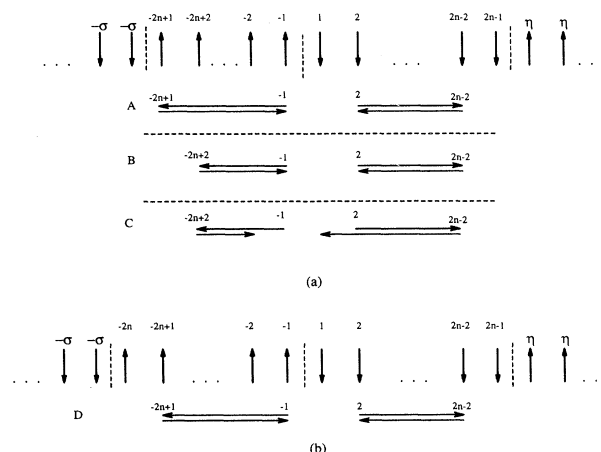 −σ −σ -2n+1 -2n+2 -2 -1 1 2 2n-2 2n-1 η η
. . . . . . . . . . . .
A -2n+1 -1 2 2n-2
B -2n+2 -1 2 2n-2
C -2n+2 -1 2 2n-2
(a)
−σ −σ -2n -2n+1 -2 -1 1 2 2n-2 2n-1 η η
. . . . . . . . . . . .
D -2n+1 -1 2 2n-2
(b)